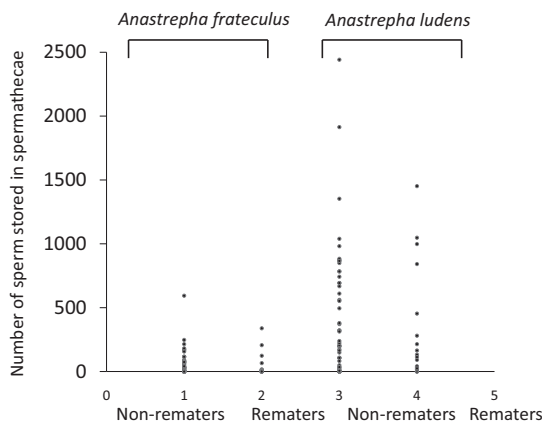 Anastrepha frateculus Anastrepha ludens
Number of sperm stored in spermathecae
2500
2000
1500
1000
500
0
0 1 2 3 4 5
Non-rematers Rematers Non-rematers Rematers